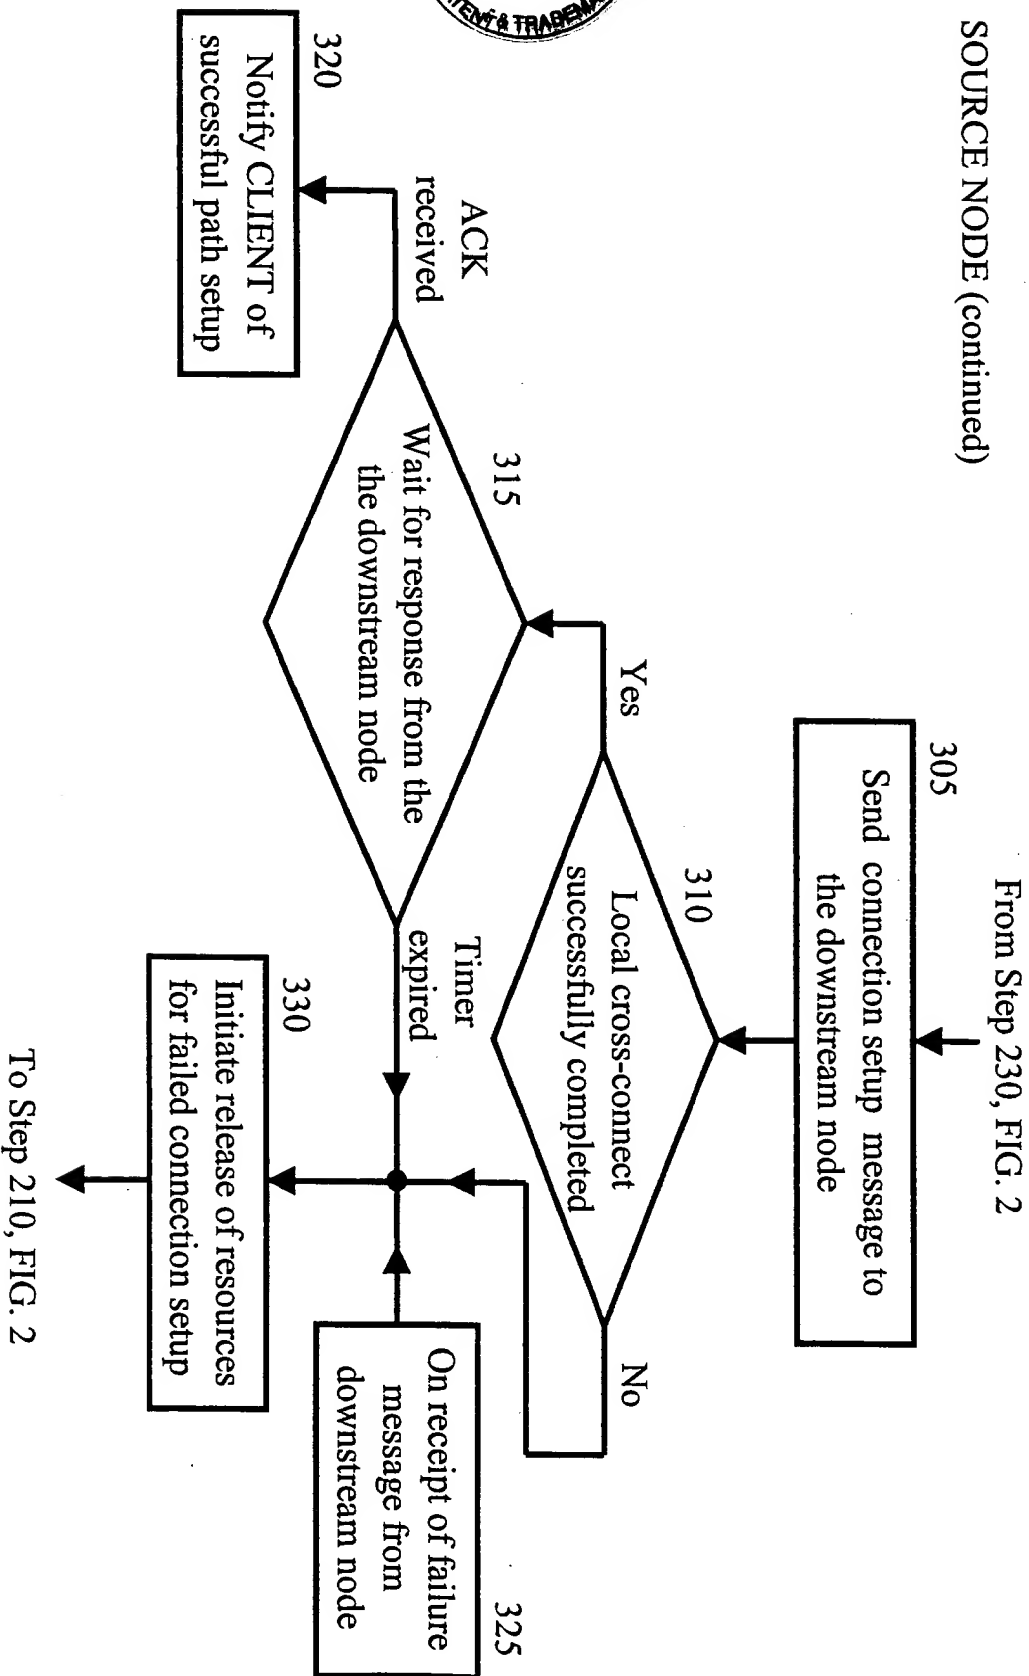 SOURCE NODE (continued)
From Step 230, FIG. 2
305
Send connection setup message to
the downstream node
310
Local cross-connect
successfully completed
Yes
No
315
Wait for response from the
the downstream node
ACK
received
Timer
expired
320
Notify CLIENT of
successful path setup
325
On receipt of failure
message from
downstream node
330
Initiate release of resources
for failed connection setup
To Step 210, FIG. 2